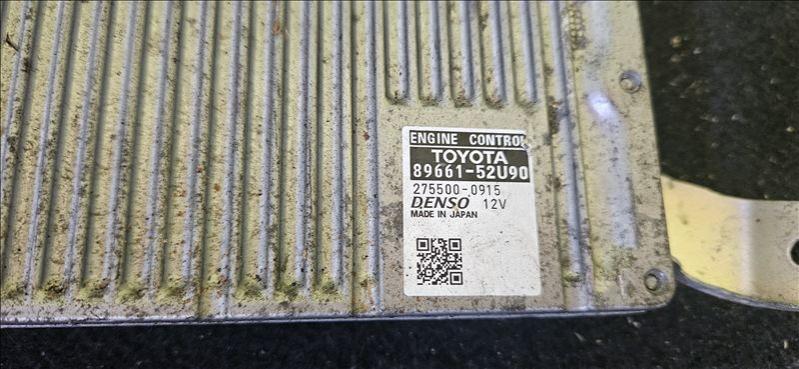 ENGINE CONTROL
TOYOTA
89661-52U90
275500-0915
DENSO 12V
MADE IN JAPAN